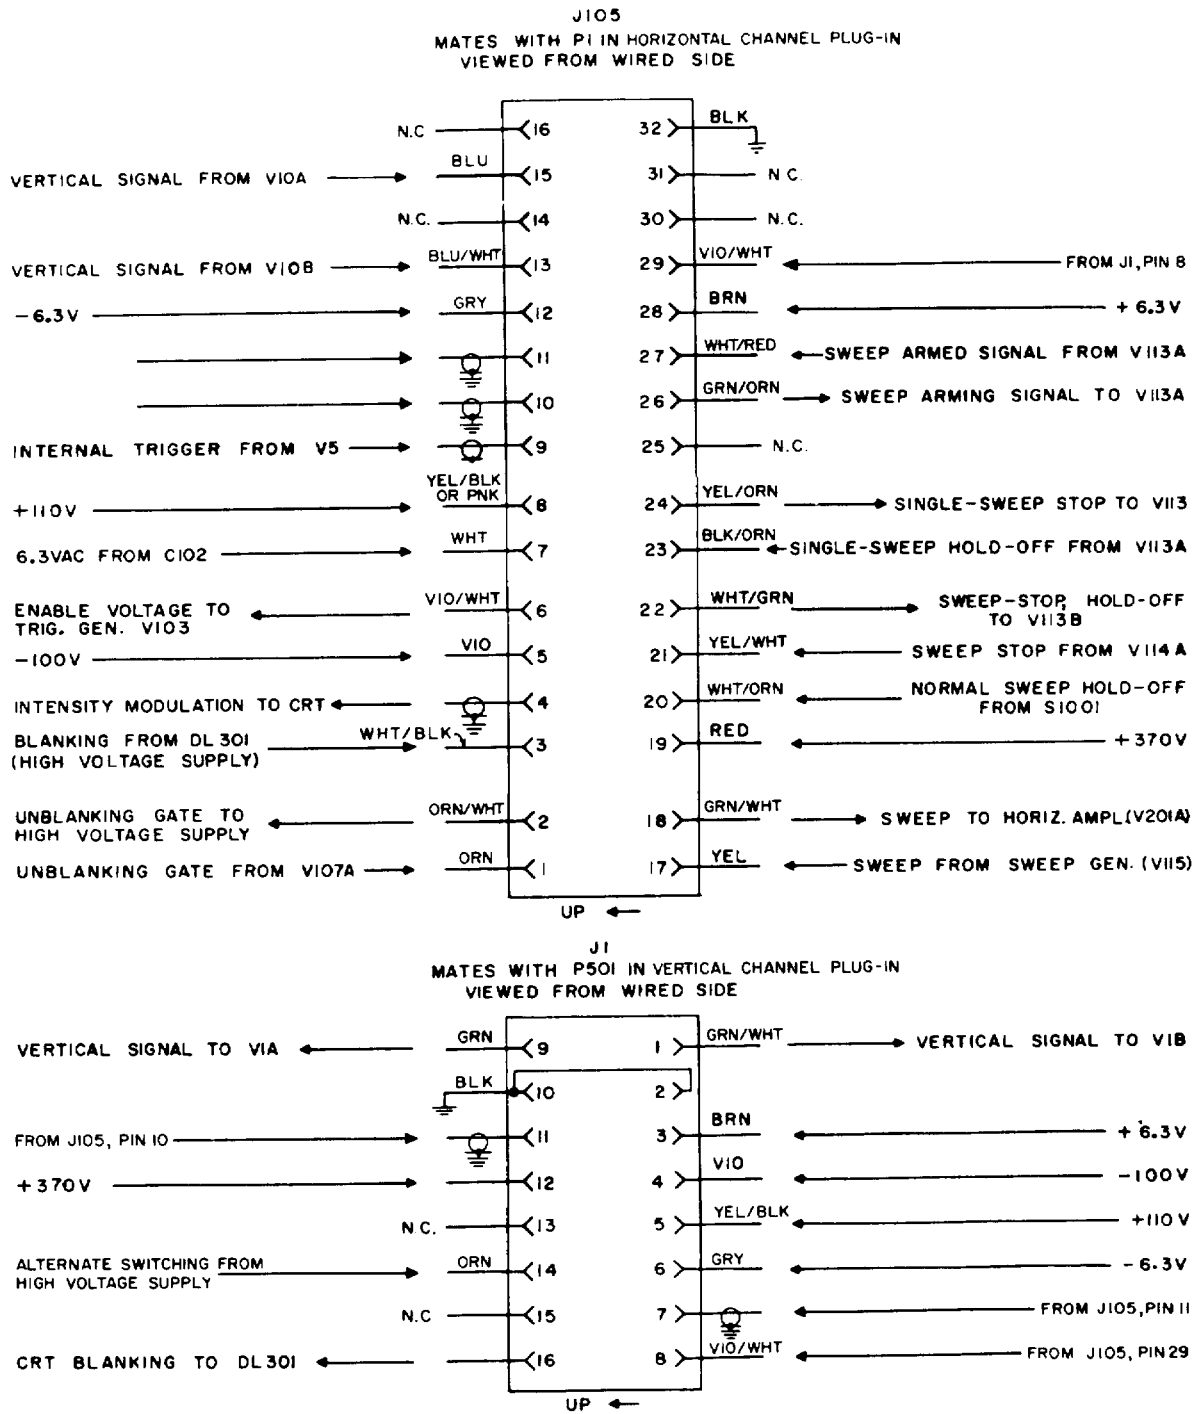 J105
MATES WITH P1 IN HORIZONTAL CHANNEL PLUG-IN
VIEWED FROM WIRED SIDE
N.C 16 32 BLK
VERTICAL SIGNAL FROM V10A BLU 15 31 N C.
N.C. 14 30 N.C.
VERTICAL SIGNAL FROM V10B BLU/WHT 13 29 VIO/WHT FROM J1, PIN 8
-6.3V GRY 12 28 BRN +6.3V
11 27 WHT/RED SWEEP ARMED SIGNAL FROM V113A
10 26 GRN/ORN SWEEP ARMING SIGNAL TO V113A
INTERNAL TRIGGER FROM V5 9 25 N.C.
YEL/BLK
OR PNK
+110V 8 24 YEL/ORN SINGLE-SWEEP STOP TO V113
6.3VAC FROM C102 WHT 7 23 BLK/ORN SINGLE-SWEEP HOLD-OFF FROM V113A
ENABLE VOLTAGE TO
TRIG. GEN. V103 VIO/WHT 6 22 WHT/GRN SWEEP-STOP, HOLD-OFF
TO V113B
-100V VIO 5 21 YEL/WHT SWEEP STOP FROM V114A
INTENSITY MODULATION TO CRT 4 20 WHT/ORN NORMAL SWEEP HOLD-OFF
FROM S1001
BLANKING FROM DL301
(HIGH VOLTAGE SUPPLY) WHT/BLK 3 19 RED +370V
UNBLANKING GATE TO
HIGH VOLTAGE SUPPLY ORN/WHT 2 18 GRN/WHT SWEEP TO HORIZ. AMPL.(V201A)
UNBLANKING GATE FROM V107A ORN 1 17 YEL SWEEP FROM SWEEP GEN. (V115)
UP
J1
MATES WITH P501 IN VERTICAL CHANNEL PLUG-IN
VIEWED FROM WIRED SIDE
VERTICAL SIGNAL TO V1A GRN 9 1 GRN/WHT VERTICAL SIGNAL TO V1B
BLK 10 2
FROM J105, PIN 10 11 3 BRN +6.3V
+370V 12 4 VIO -100V
N.C. 13 5 YEL/BLK +110V
ALTERNATE SWITCHING FROM
HIGH VOLTAGE SUPPLY ORN 14 6 GRY -6.3V
N.C 15 7 FROM J105, PIN 11
CRT BLANKING TO DL301 16 8 VIO/WHT FROM J105, PIN 29
UP